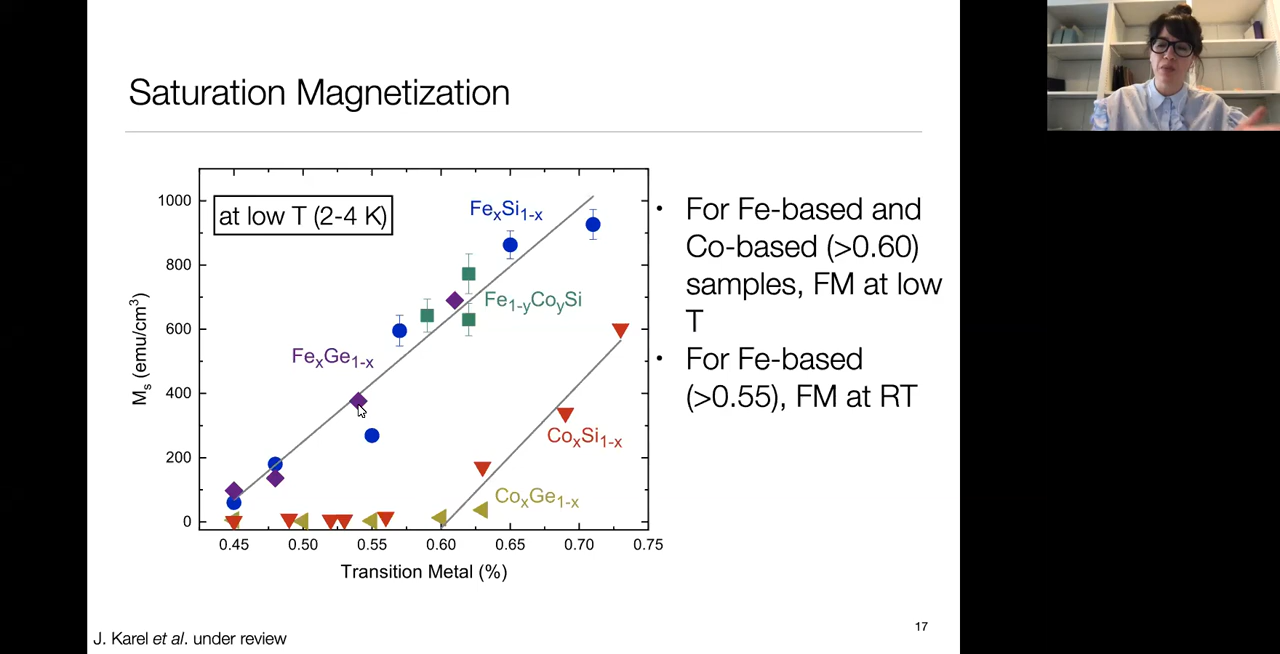 Saturation Magnetization
at low T (2-4 K)
FexSi1-x
Fe1-yCoySi
FexGe1-x
CoxSi1-x
CoxGe1-x
1000
800
600
400
200
0
Ms (emu/cm³)
0.45 0.50 0.55 0.60 0.65 0.70 0.75
Transition Metal (%)
• For Fe-based and
Co-based (>0.60)
samples, FM at low
T
• For Fe-based
(>0.55), FM at RT
J. Karel et al. under review
17